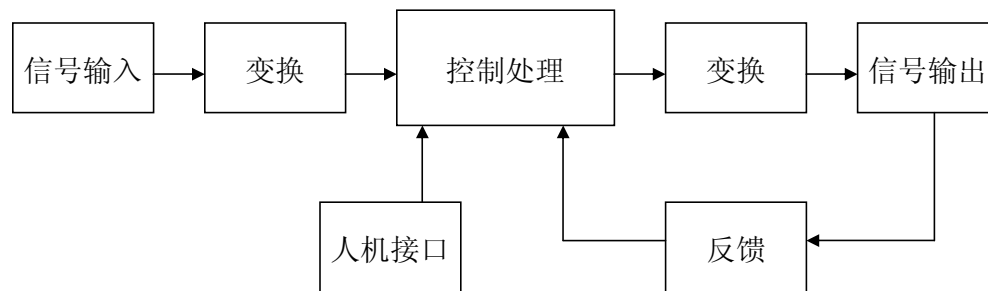 信号输入
变换
控制处理
变换
信号输出
人机接口
反馈